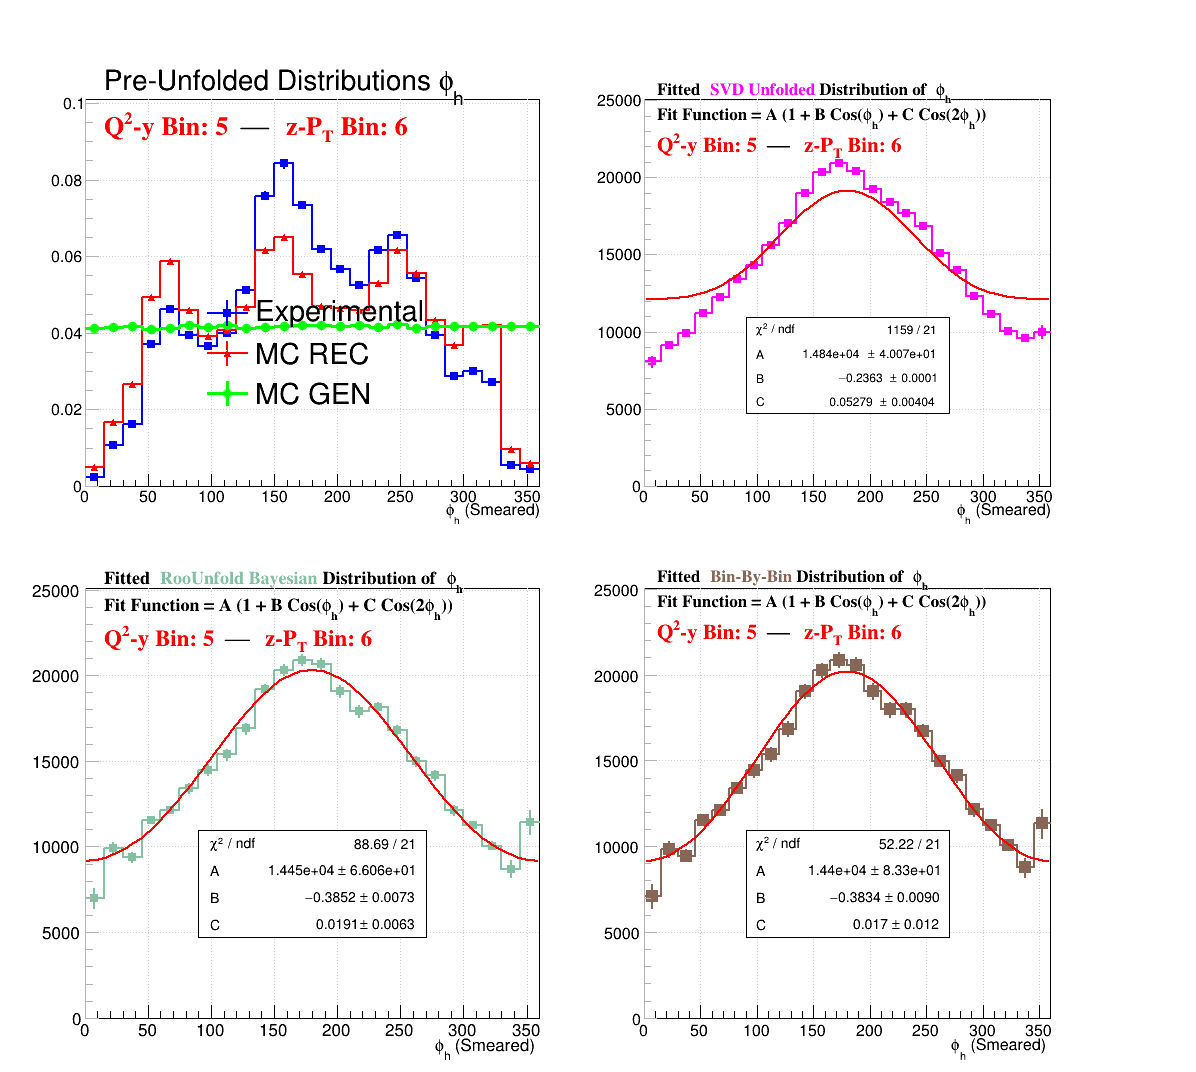 Pre-Unfolded Distributions ϕh
Q²-y Bin: 5 — z-PT Bin: 6
0.1
0.08
0.06
0.04
0.02
0
Experimental
MC REC
MC GEN
0 50 100 150 200 250 300 350
ϕh (Smeared)
Fitted SVD Unfolded Distribution of ϕh
Fit Function = A (1 + B Cos(ϕh) + C Cos(2ϕh))
Q²-y Bin: 5 — z-PT Bin: 6
25000
20000
15000
10000
5000
0
χ² / ndf 1159 / 21
A 1.484e+04 ± 4.007e+01
B −0.2363 ± 0.0001
C 0.05279 ± 0.00404
0 50 100 150 200 250 300 350
ϕh (Smeared)
Fitted RooUnfold Bayesian Distribution of ϕh
Fit Function = A (1 + B Cos(ϕh) + C Cos(2ϕh))
Q²-y Bin: 5 — z-PT Bin: 6
25000
20000
15000
10000
5000
0
χ² / ndf 88.69 / 21
A 1.445e+04 ± 6.606e+01
B −0.3852 ± 0.0073
C 0.0191 ± 0.0063
0 50 100 150 200 250 300 350
ϕh (Smeared)
Fitted Bin-By-Bin Distribution of ϕh
Fit Function = A (1 + B Cos(ϕh) + C Cos(2ϕh))
Q²-y Bin: 5 — z-PT Bin: 6
25000
20000
15000
10000
5000
0
χ² / ndf 52.22 / 21
A 1.44e+04 ± 8.33e+01
B −0.3834 ± 0.0090
C 0.017 ± 0.012
0 50 100 150 200 250 300 350
ϕh (Smeared)